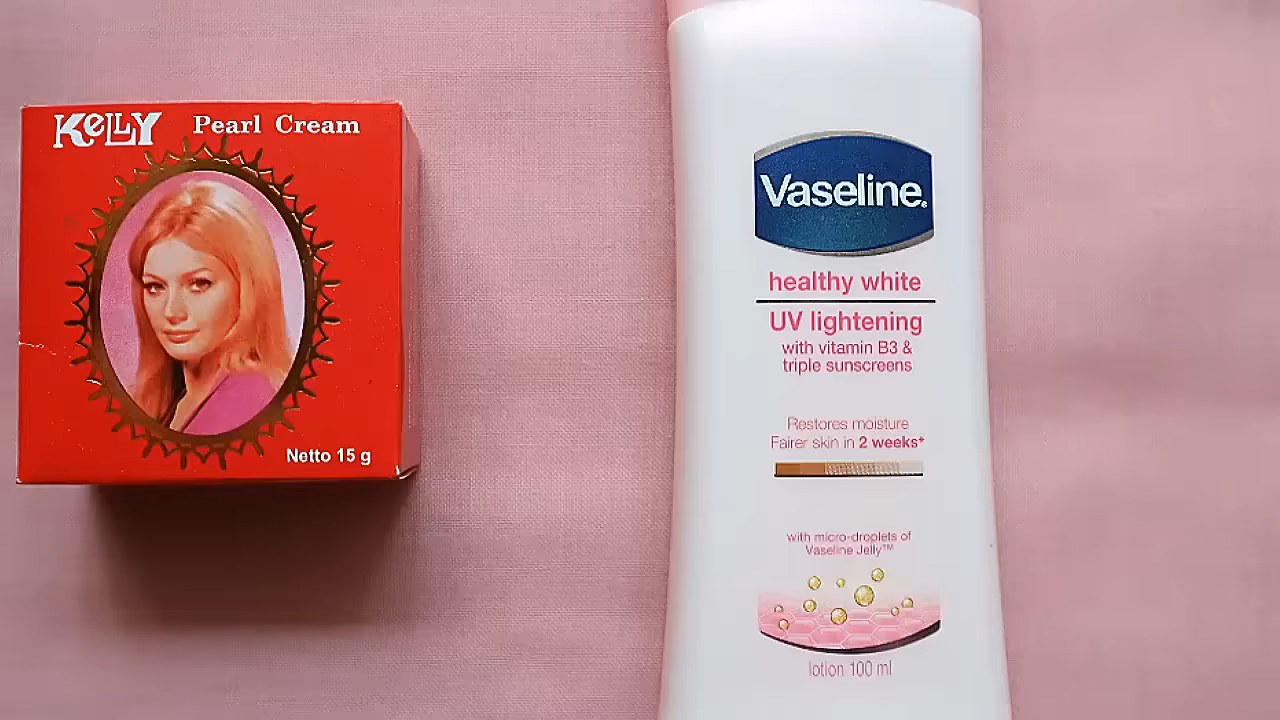 KeLLY Pearl Cream
Netto 15 g
Vaseline®
healthy white
UV lightening
with vitamin B3 &
triple sunscreens
Restores moisture
Fairer skin in 2 weeks+
with micro-droplets of
Vaseline Jelly™
lotion 100 ml